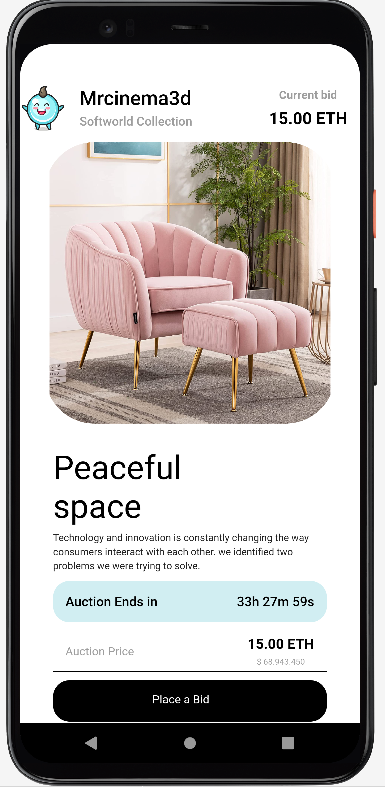 Mrcinema3d
Current bid
Softworld Collection
15.00 ETH
Peaceful
space
Technology and innovation is constantly changing the way
consumers inteeract with each other. we identified two
problems we were trying to solve.
Auction Ends in
33h 27m 59s
Auction Price
15.00 ETH
$ 68.943.450
Place a Bid